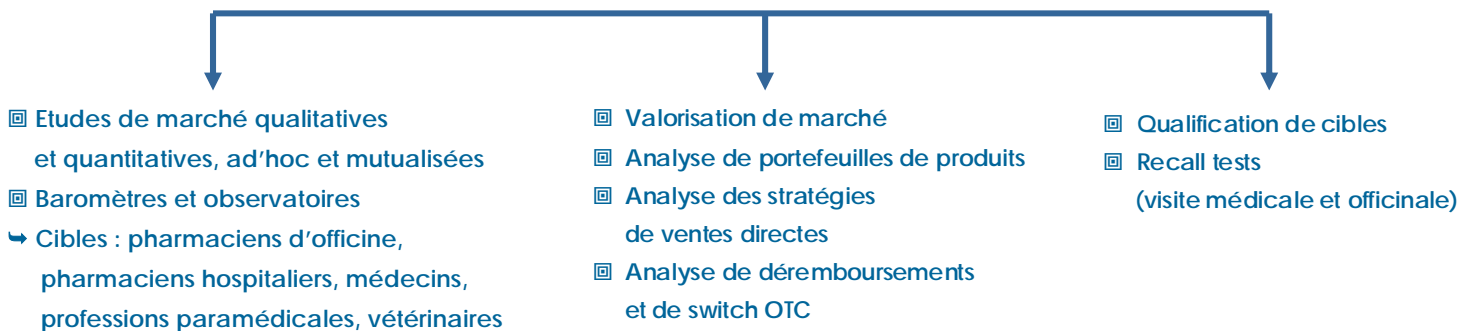 Etudes de marché qualitatives
et quantitatives, ad'hoc et mutualisées
Baromètres et observatoires
Cibles : pharmaciens d'officine,
pharmaciens hospitaliers, médecins,
professions paramédicales, vétérinaires
Valorisation de marché
Analyse de portefeuilles de produits
Analyse des stratégies
de ventes directes
Analyse de déremboursements
et de switch OTC
Qualification de cibles
Recall tests
(visite médicale et officinale)